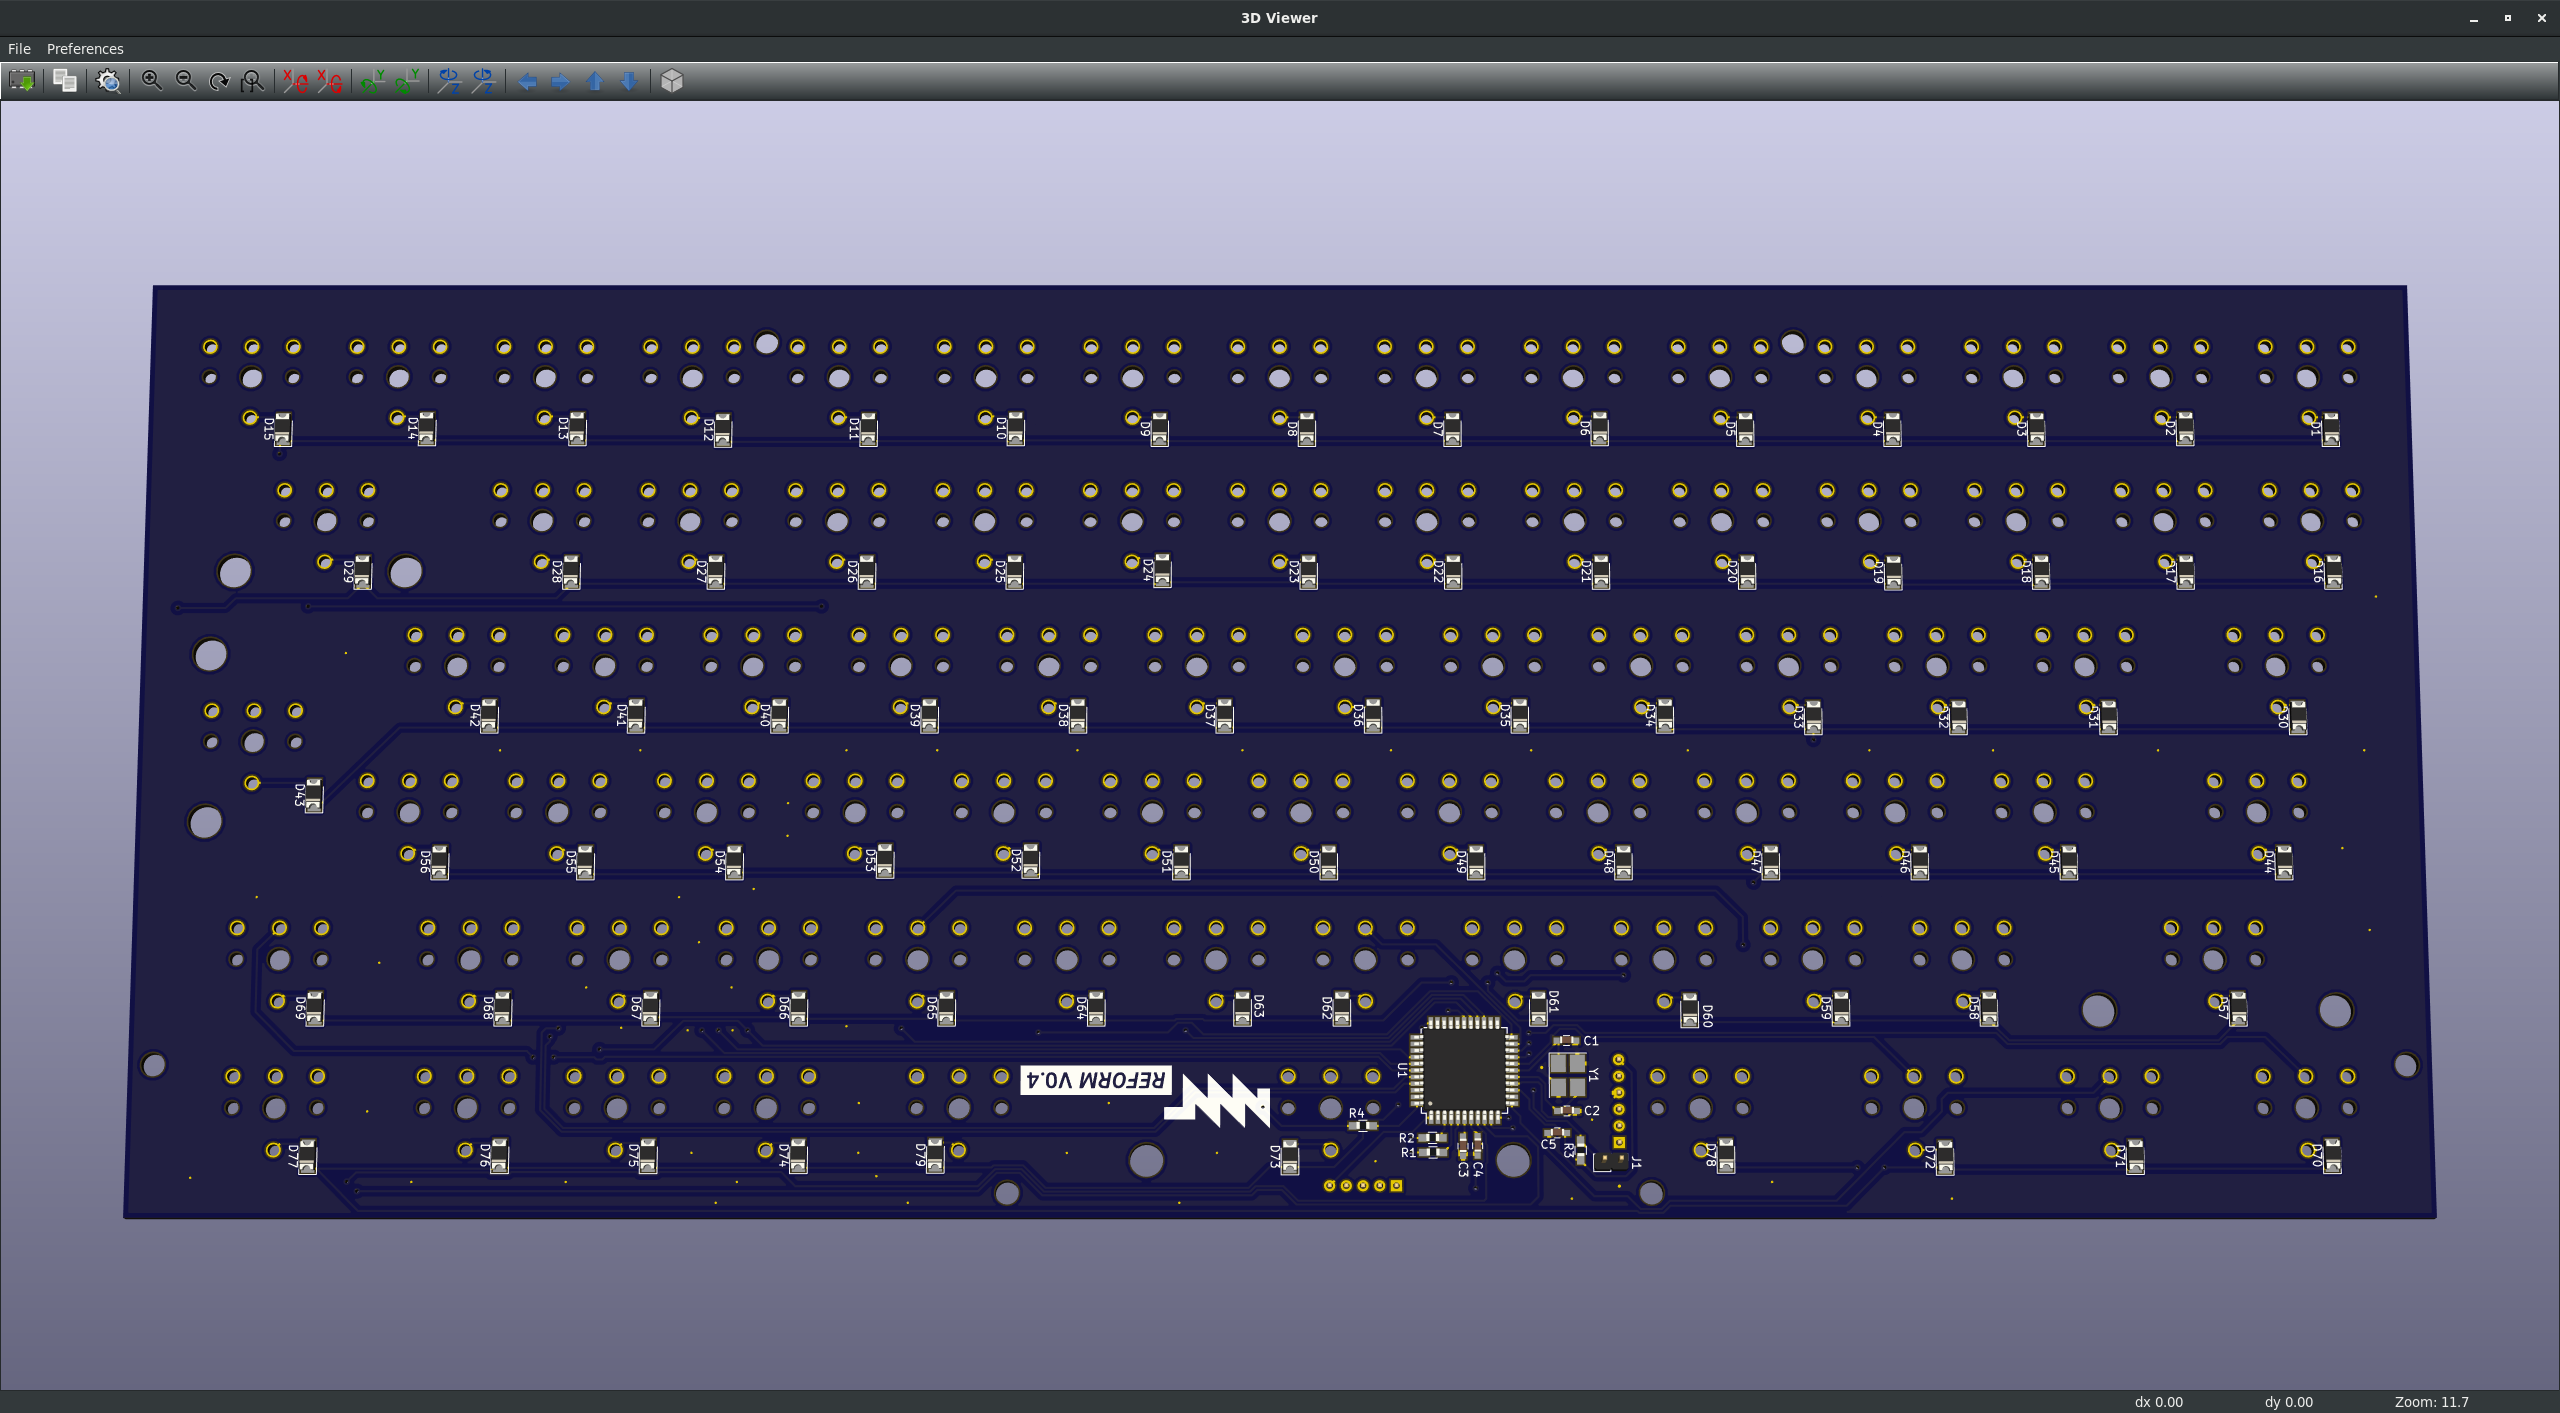 3D Viewer
File Preferences
D15 D14 D13 D12 D11 D10 D9 D8 D7 D6 D5 D4 D3 D2 D1
D29 D28 D27 D26 D25 D24 D23 D22 D21 D20 D19 D18 D17 D16
D42 D41 D40 D39 D38 D37 D36 D35 D34 D33 D32 D31 D30
D43
D56 D55 D54 D53 D52 D51 D50 D49 D48 D47 D46 D45 D44
D69 D68 D67 D66 D65 D64 D63 D62 D61 D60 D59 D58 D57
C1
U1 Y1
REFORM V0.4
R4 C2
R2 C5 R3
R1 C3 C4 J1
D77 D76 D75 D74 D79 D73 D78 D72 D71 D70
dx 0.00 dy 0.00 Zoom: 11.7